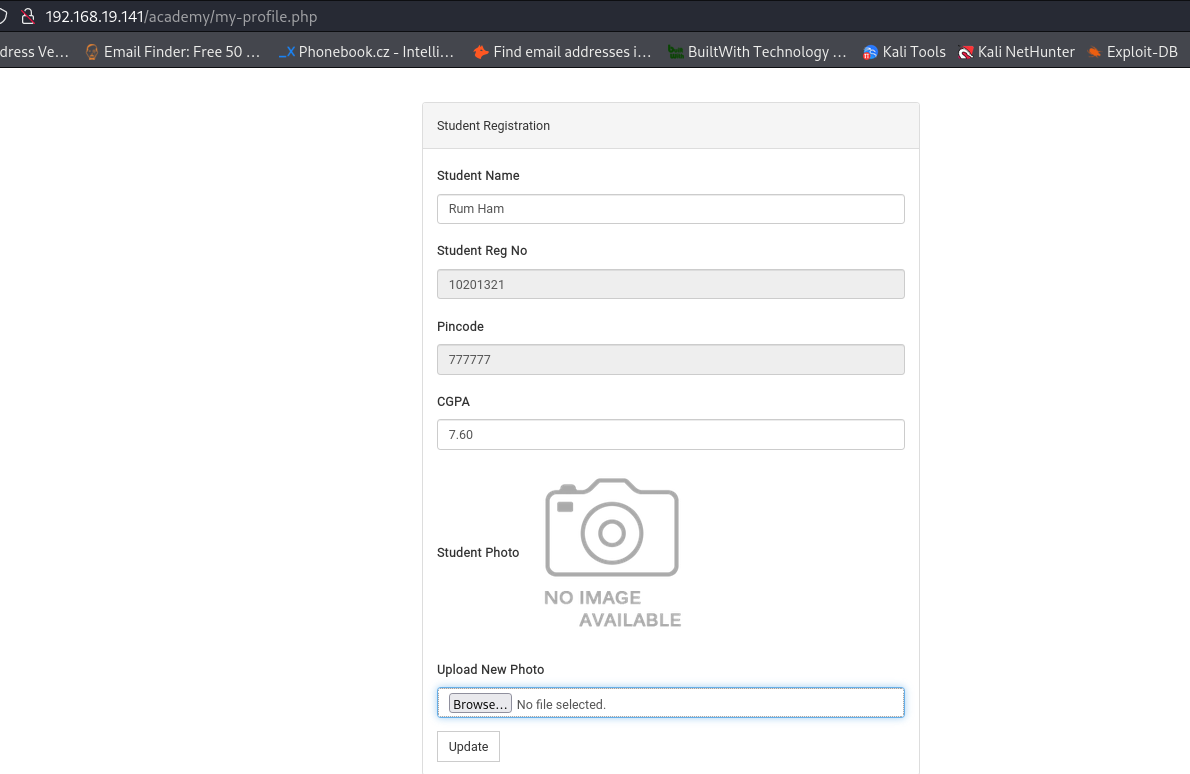 192.168.19.141/academy/my-profile.php
dress Ve... Email Finder: Free 50 ... Phonebook.cz - Intelli... Find email addresses i... BuiltWith Technology ... Kali Tools Kali NetHunter Exploit-DB
Student Registration
Student Name
Rum Ham
Student Reg No
10201321
Pincode
777777
CGPA
7.60
Student Photo
NO IMAGE
AVAILABLE
Upload New Photo
Browse... No file selected.
Update